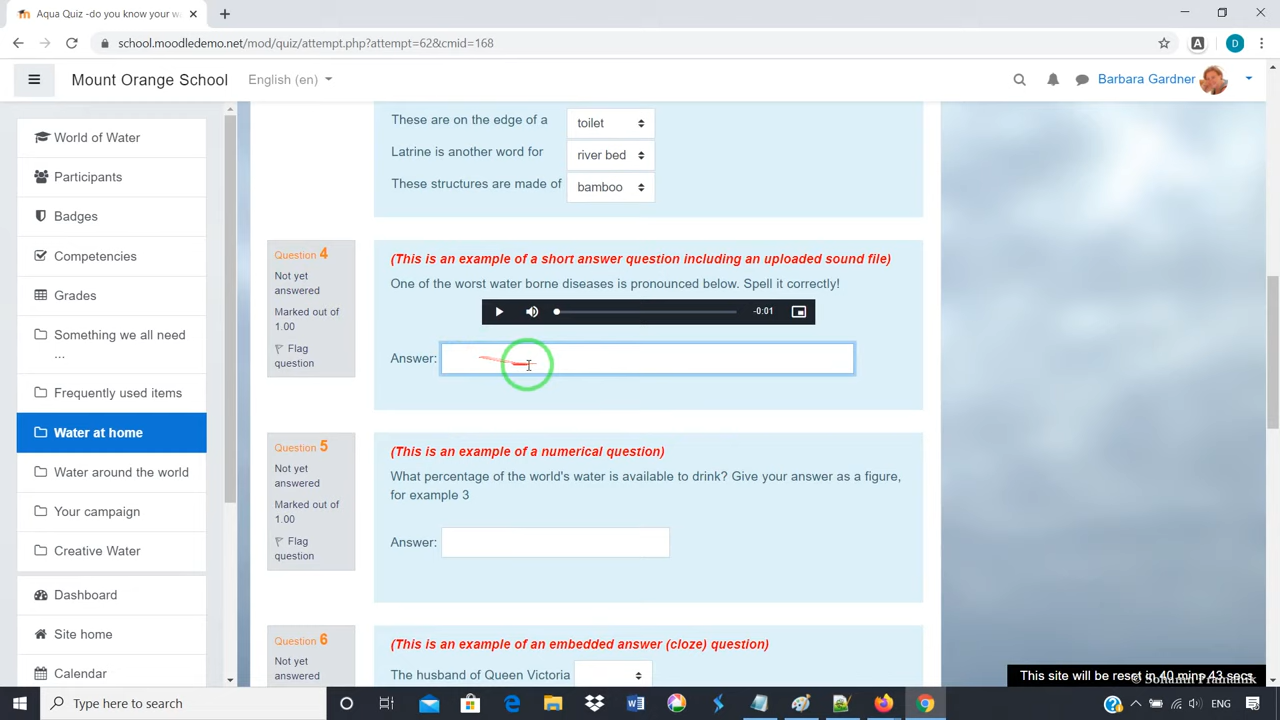 Aqua Quiz -do you know your w
school.moodledemo.net/mod/quiz/attempt.php?attempt=62&cmid=168
A
D
Mount Orange School
English (en)
Barbara Gardner
World of Water
Participants
Badges
Competencies
Grades
Something we all need
...
Frequently used items
Water at home
Water around the world
Your campaign
Creative Water
Dashboard
Site home
Calendar
These are on the edge of a
toilet
Latrine is another word for
river bed
These structures are made of
bamboo
Question 4
Not yet
answered
Marked out of
1.00
Flag
question
(This is an example of a short answer question including an uploaded sound file)
One of the worst water borne diseases is pronounced below. Spell it correctly!
-0:01
Answer:
Question 5
Not yet
answered
Marked out of
1.00
Flag
question
(This is an example of a numerical question)
What percentage of the world's water is available to drink? Give your answer as a figure,
for example 3
Answer:
Question 6
Not yet
answered
(This is an example of an embedded answer (cloze) question)
The husband of Queen Victoria
This site will be reset in 40 mins 43 secs
Type here to search
ENG